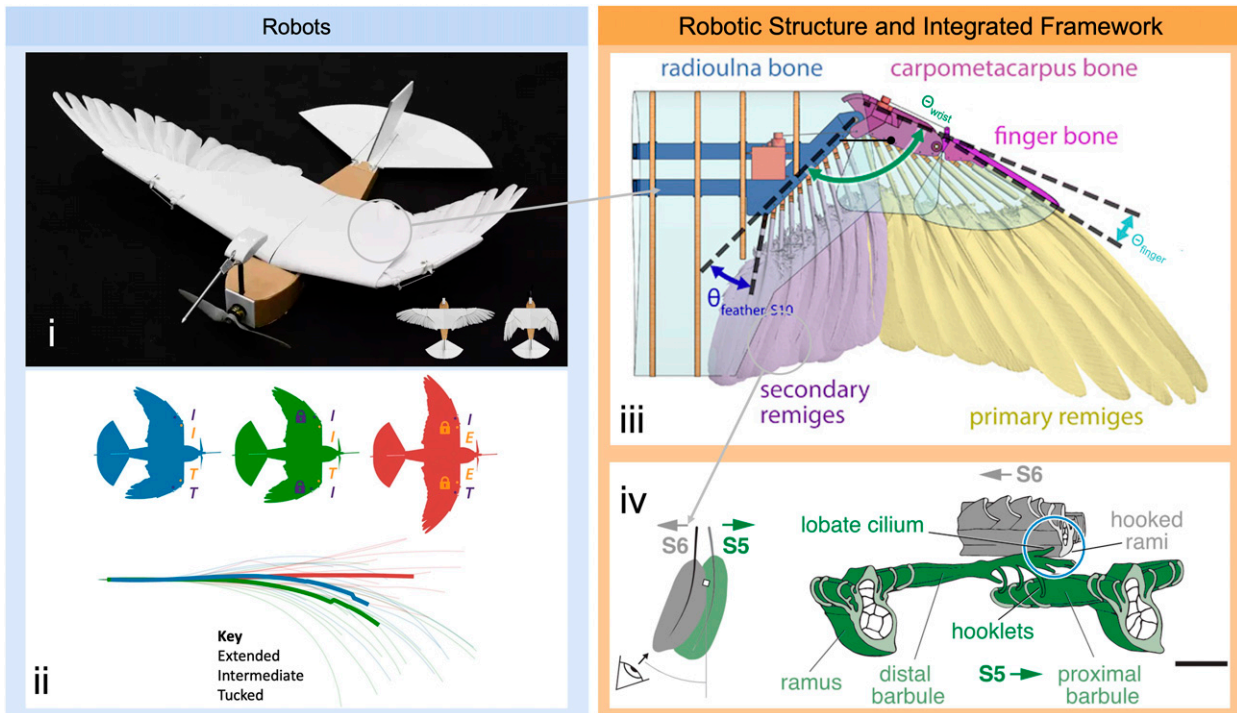 Robots
i
I
I
T
T
I
I
T
I
I
E
E
T
Key
Extended
Intermediate
Tucked
ii
Robotic Structure and Integrated Framework
radioulna bone
carpometacarpus bone
Θwrist
finger bone
Θfinger
θfeather S10
secondary
remiges
primary remiges
iii
iv
S6
S5
S6
lobate cilium
hooked
rami
hooklets
ramus
distal
barbule
S5
proximal
barbule